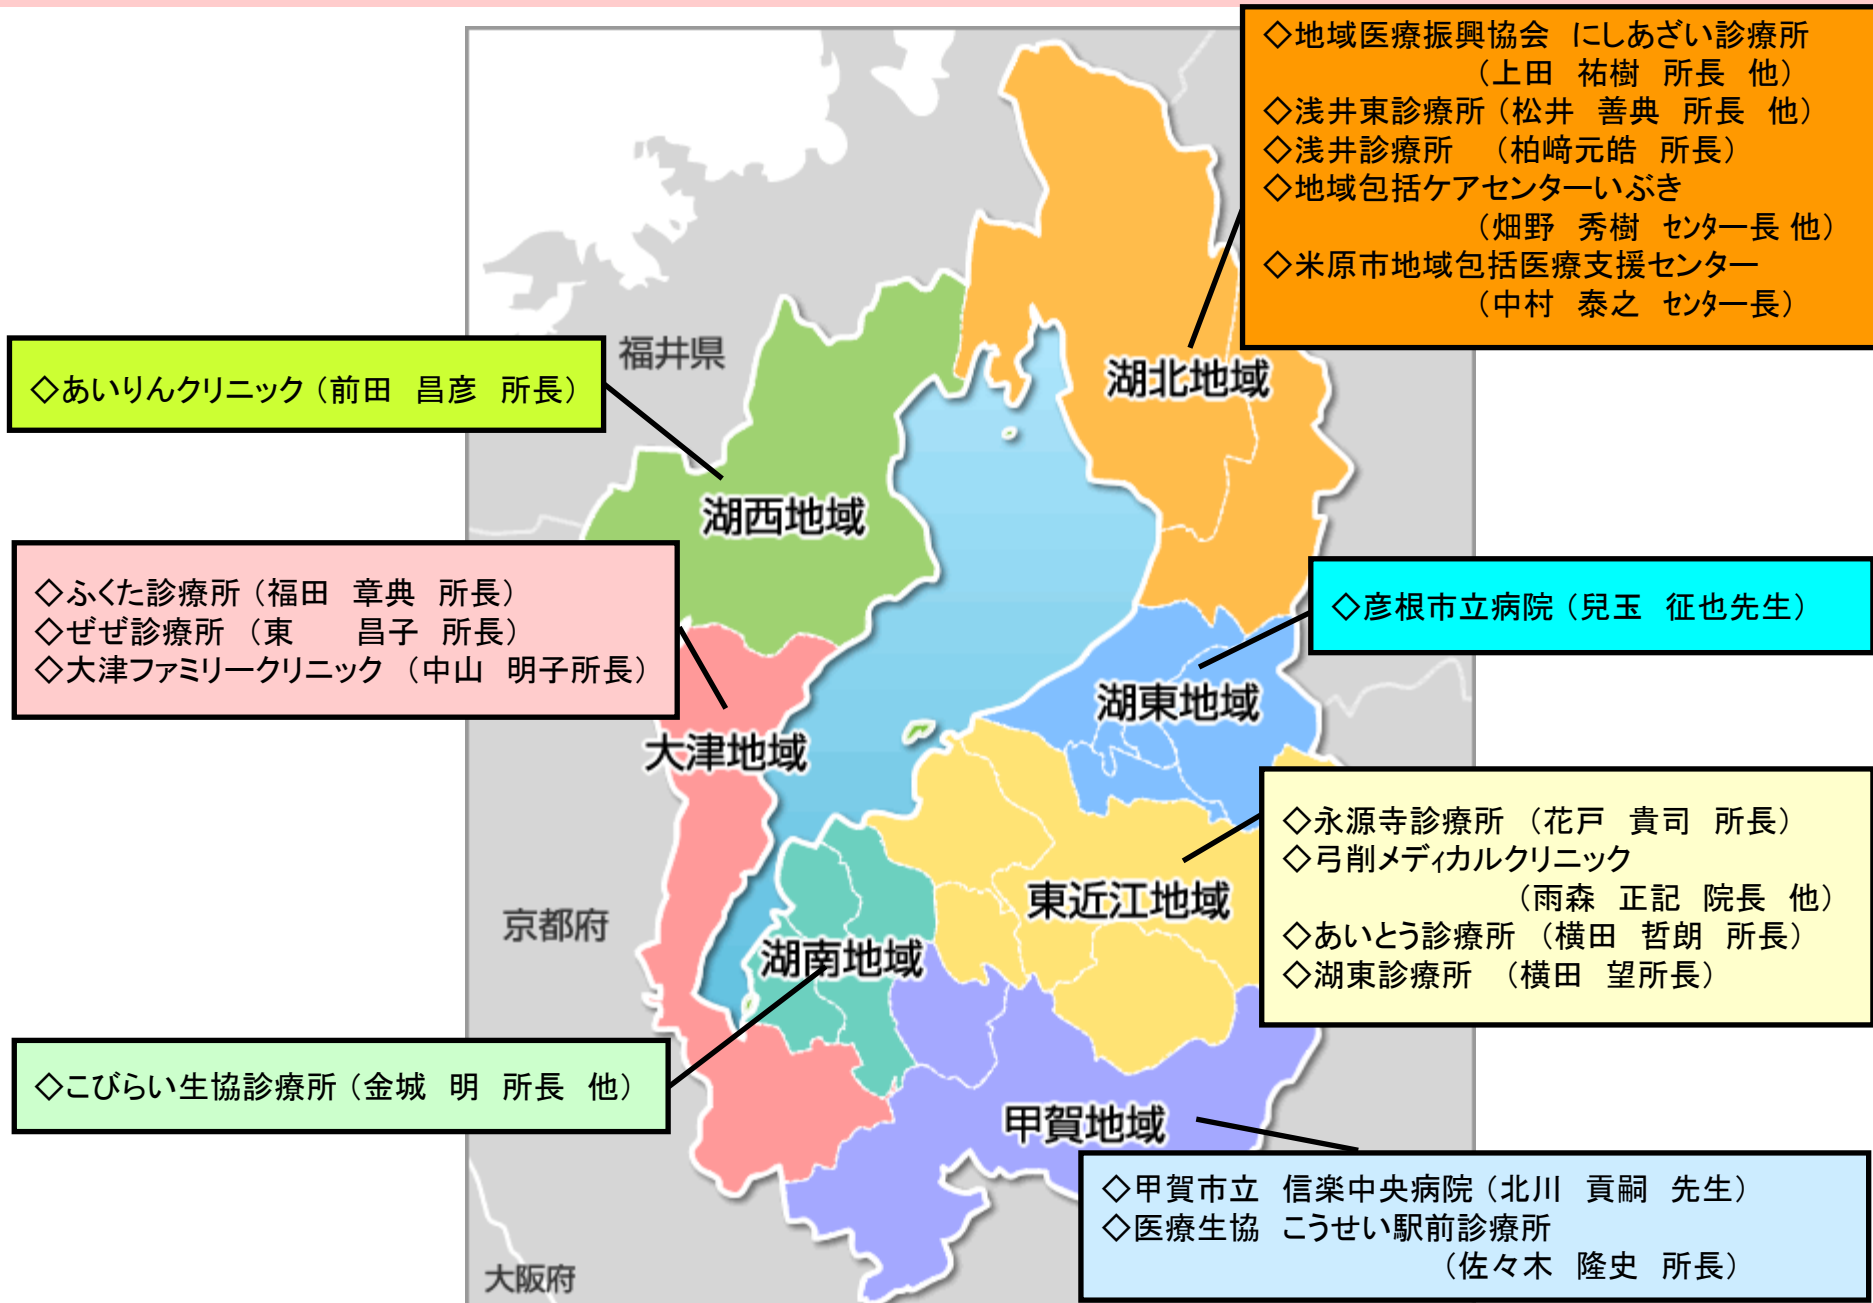 ◇地域医療振興協会 にしあざい診療所
（上田 祐樹 所長 他）
◇浅井東診療所（松井 善典 所長 他）
◇浅井診療所 （柏﨑元皓 所長）
◇地域包括ケアセンターいぶき
（畑野 秀樹 センター長 他）
◇米原市地域包括医療支援センター
（中村 泰之 センター長）
福井県
湖北地域
◇あいりんクリニック（前田 昌彦 所長）
湖西地域
◇ふくた診療所（福田 章典 所長）
◇ぜぜ診療所 （東 昌子 所長）
◇大津ファミリークリニック （中山 明子所長）
◇彦根市立病院（兒玉 征也先生）
湖東地域
大津地域
◇永源寺診療所 （花戸 貴司 所長）
◇弓削メディカルクリニック
（雨森 正記 院長 他）
◇あいとう診療所 （横田 哲朗 所長）
◇湖東診療所 （横田 望所長）
東近江地域
京都府
湖南地域
◇こびらい生協診療所（金城 明 所長 他）
甲賀地域
◇甲賀市立 信楽中央病院（北川 貢嗣 先生）
◇医療生協 こうせい駅前診療所
（佐々木 隆史 所長）
大阪府